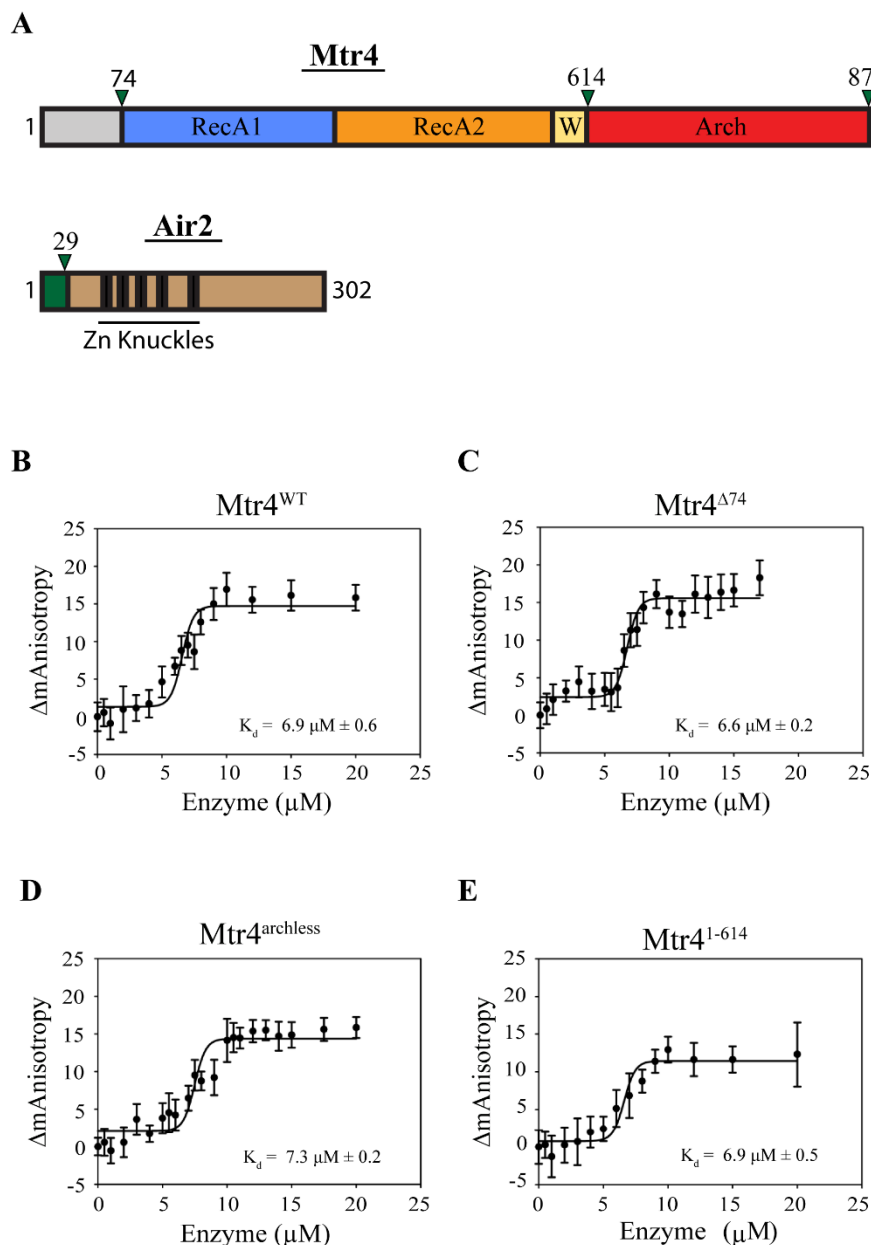 A
Mtr4
74 614 87
1 RecA1 RecA2 W Arch
Air2
29
1 302
Zn Knuckles
B
Mtr4WT
ΔmAnisotropy
25
20
15
10
5
0
-5
Kd = 6.9 μM ± 0.6
0 5 10 15 20 25
Enzyme (μM)
C
Mtr4Δ74
ΔmAnisotropy
25
20
15
10
5
0
-5
Kd = 6.6 μM ± 0.2
0 5 10 15 20 25
Enzyme (μM)
D
Mtr4archless
ΔmAnisotropy
25
20
15
10
5
0
-5
Kd = 7.3 μM ± 0.2
0 5 10 15 20 25
Enzyme (μM)
E
Mtr41-614
ΔmAnisotropy
25
20
15
10
5
0
-5
Kd = 6.9 μM ± 0.5
0 5 10 15 20 25
Enzyme (μM)